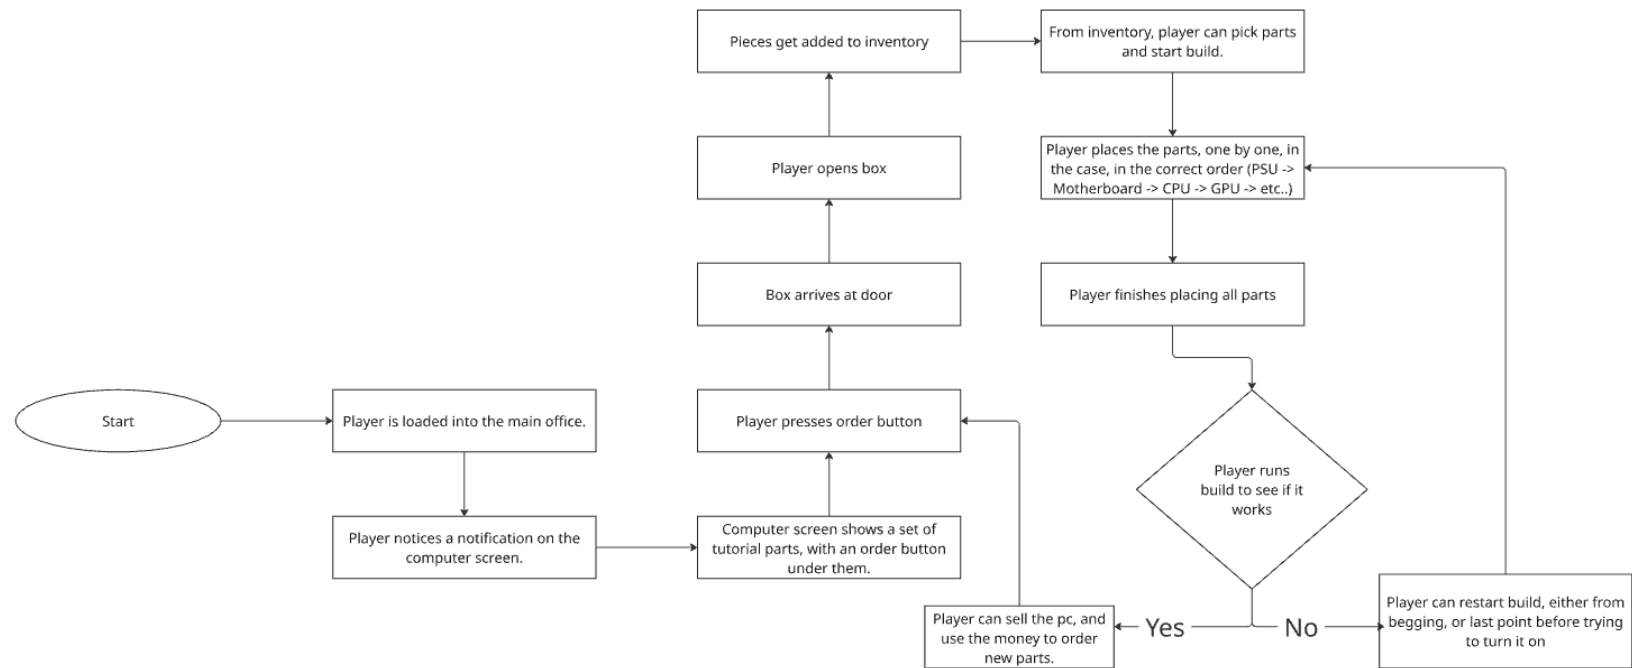 Start
Player is loaded into the main office.
Player notices a notification on the
computer screen.
Computer screen shows a set of
tutorial parts, with an order button
under them.
Player presses order button
Box arrives at door
Player opens box
Pieces get added to inventory
From inventory, player can pick parts
and start build.
Player places the parts, one by one, in
the case, in the correct order (PSU ->
Motherboard -> CPU -> GPU -> etc..)
Player finishes placing all parts
Player runs
build to see if it
works
Yes
No
Player can sell the pc, and
use the money to order
new parts.
Player can restart build, either from
begging, or last point before trying
to turn it on